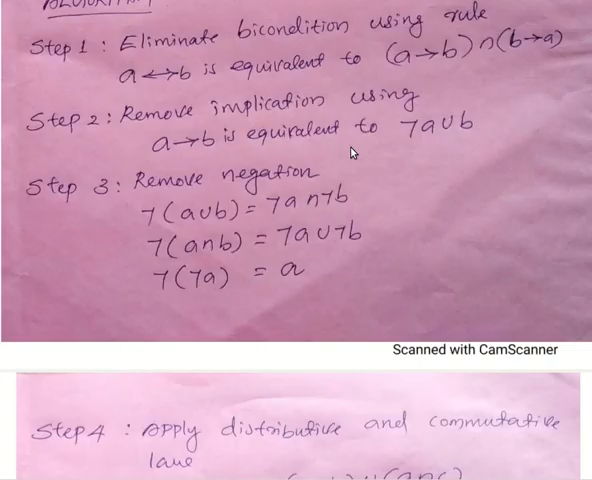 Step 1 : Eliminate bicondition using rule
a ↔ b is equivalent to (a→b) ∩ (b→a)
Step 2 : Remove implication using
a → b is equivalent to ¬a ∪ b
Step 3 : Remove negation
¬(a∪b) = ¬a ∩ ¬b
¬(a∩b) = ¬a ∪ ¬b
¬(¬a) = a
Scanned with CamScanner
Step 4 : Apply distributive and commutative
lawe